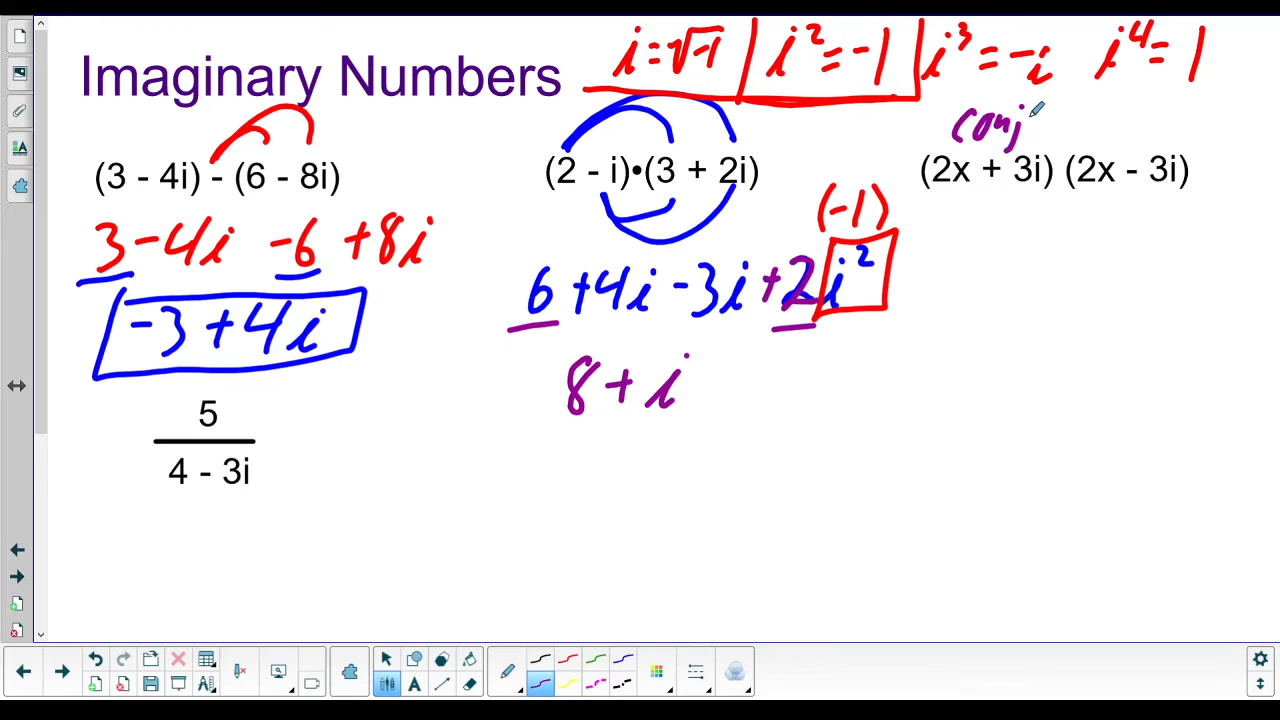 Imaginary Numbers
i = √-1 | i² = -1 | i³ = -i i⁴ = 1
conj
(3 - 4i) - (6 - 8i)
3 - 4i -6 + 8i
-3 + 4i
(2 - i)•(3 + 2i)
(-1)
6 + 4i - 3i + 2i²
8 + i
(2x + 3i) (2x - 3i)
5
4 - 3i